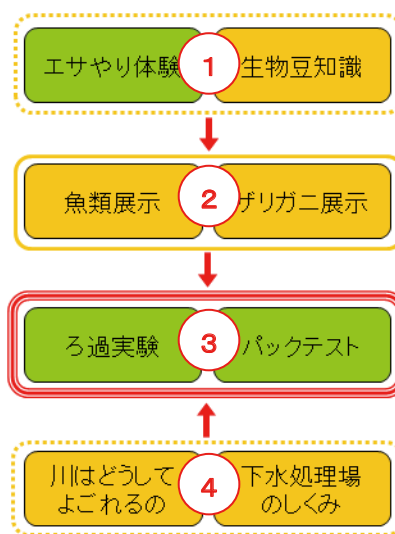 エサやり体験
1
生物豆知識
魚類展示
2
ザリガニ展示
ろ過実験
3
パックテスト
川はどうして
よごれるの
4
下水処理場
のしくみ